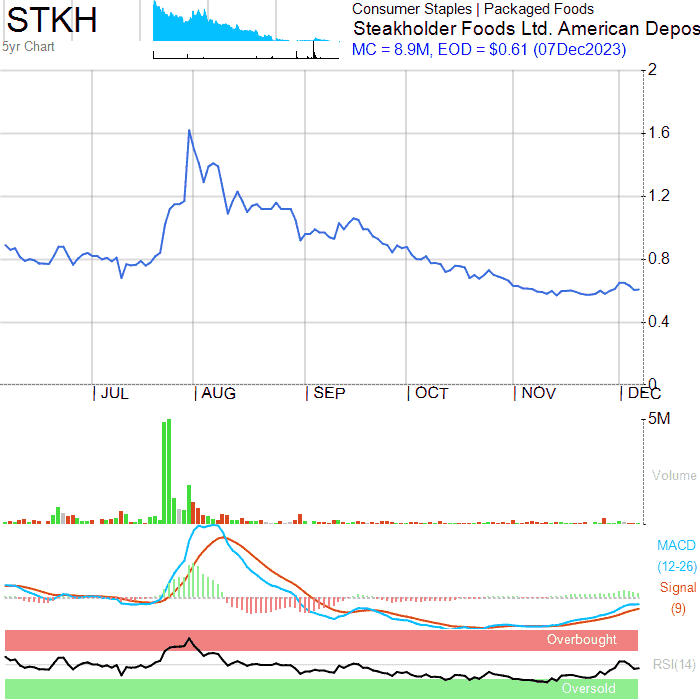 STKH
5yr Chart
Consumer Staples | Packaged Foods
Steakholder Foods Ltd. American Depos
MC = 8.9M, EOD = $0.61 (07Dec2023)
2
1.6
1.2
0.8
0.4
0
JUL
AUG
SEP
OCT
NOV
DEC
5M
Volume
MACD
(12-26)
Signal
(9)
Overbought
RSI(14)
Oversold